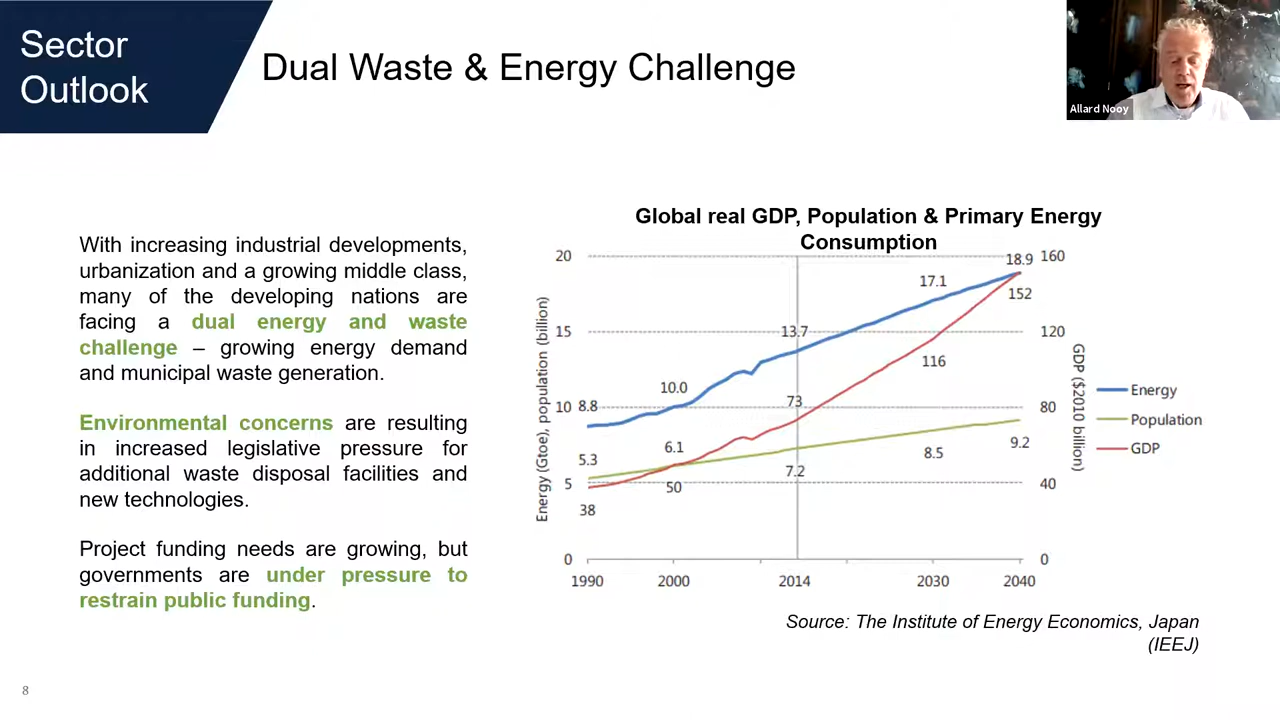 Sector
Outlook
Dual Waste & Energy Challenge
Allard Nooy
With increasing industrial developments,
urbanization and a growing middle class,
many of the developing nations are
facing a dual energy and waste
challenge – growing energy demand
and municipal waste generation.
Environmental concerns are resulting
in increased legislative pressure for
additional waste disposal facilities and
new technologies.
Project funding needs are growing, but
governments are under pressure to
restrain public funding.
Global real GDP, Population & Primary Energy
Consumption
Energy (Gtoe), population (billion)
20
15
10
5
0
8.8
10.0
13.7
17.1
18.9
5.3
6.1
7.2
8.5
9.2
38
50
73
116
152
160
120
80
40
0
GDP ($2010 billion)
1990
2000
2014
2030
2040
Energy
Population
GDP
Source: The Institute of Energy Economics, Japan
(IEEJ)
8